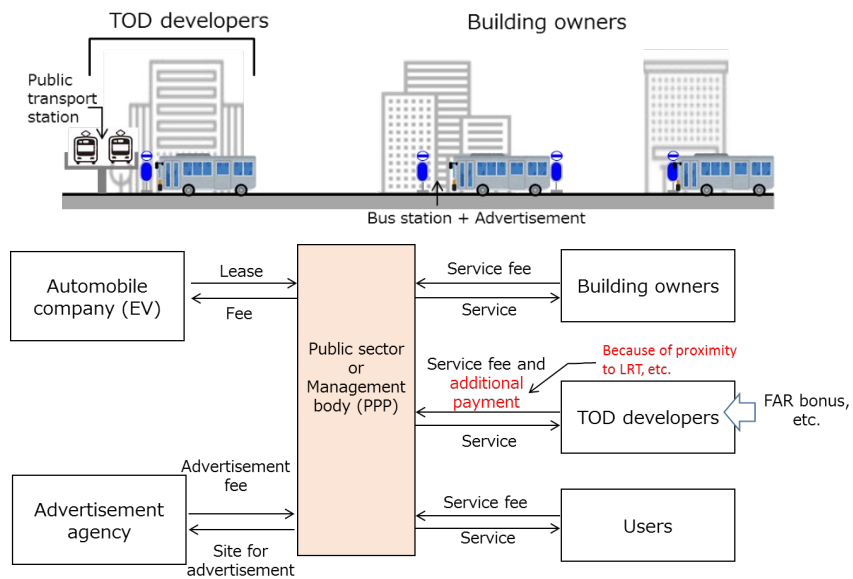 TOD developers
Building owners
Public
transport
station
Bus station + Advertisement
Automobile
company (EV)
Lease
Fee
Public sector
or
Management
body (PPP)
Service fee
Service
Building owners
Service fee and
additional
payment
Because of proximity
to LRT, etc.
Service
TOD developers
FAR bonus,
etc.
Advertisement
agency
Advertisement
fee
Site for
advertisement
Service fee
Service
Users